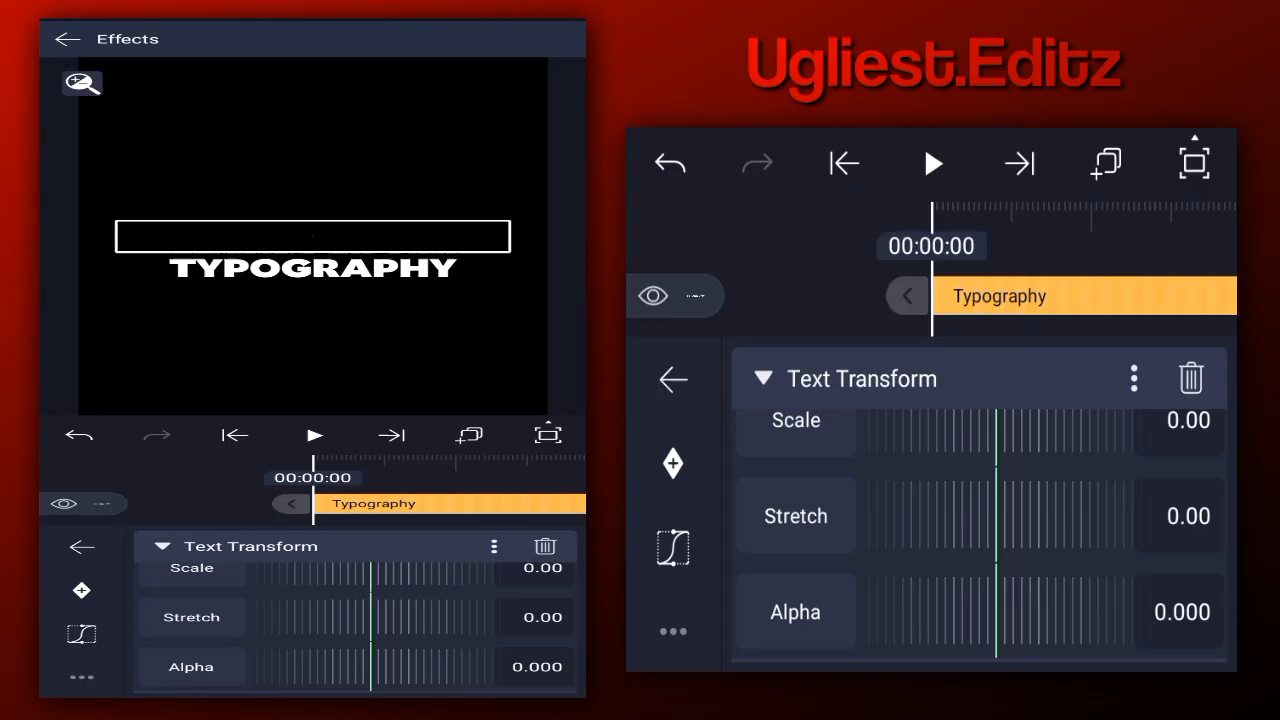 Effects
TYPOGRAPHY
00:00:00
Typography
Text Transform
Scale 0.00
Stretch 0.00
Alpha 0.000
Ugliest.Editz
00:00:00
Typography
Text Transform
Scale 0.00
Stretch 0.00
Alpha 0.000